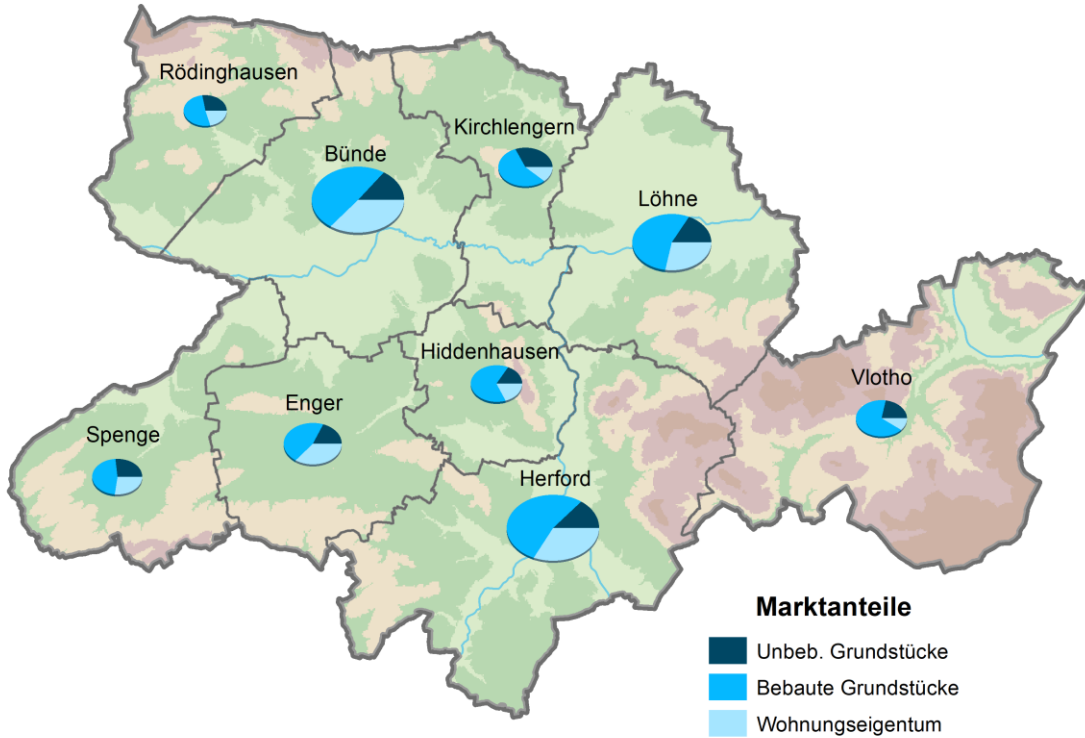 Rödinghausen
Kirchlengern
Bünde
Löhne
Hiddenhausen
Vlotho
Enger
Spenge
Herford
Marktanteile
Unbeb. Grundstücke
Bebaute Grundstücke
Wohnungseigentum